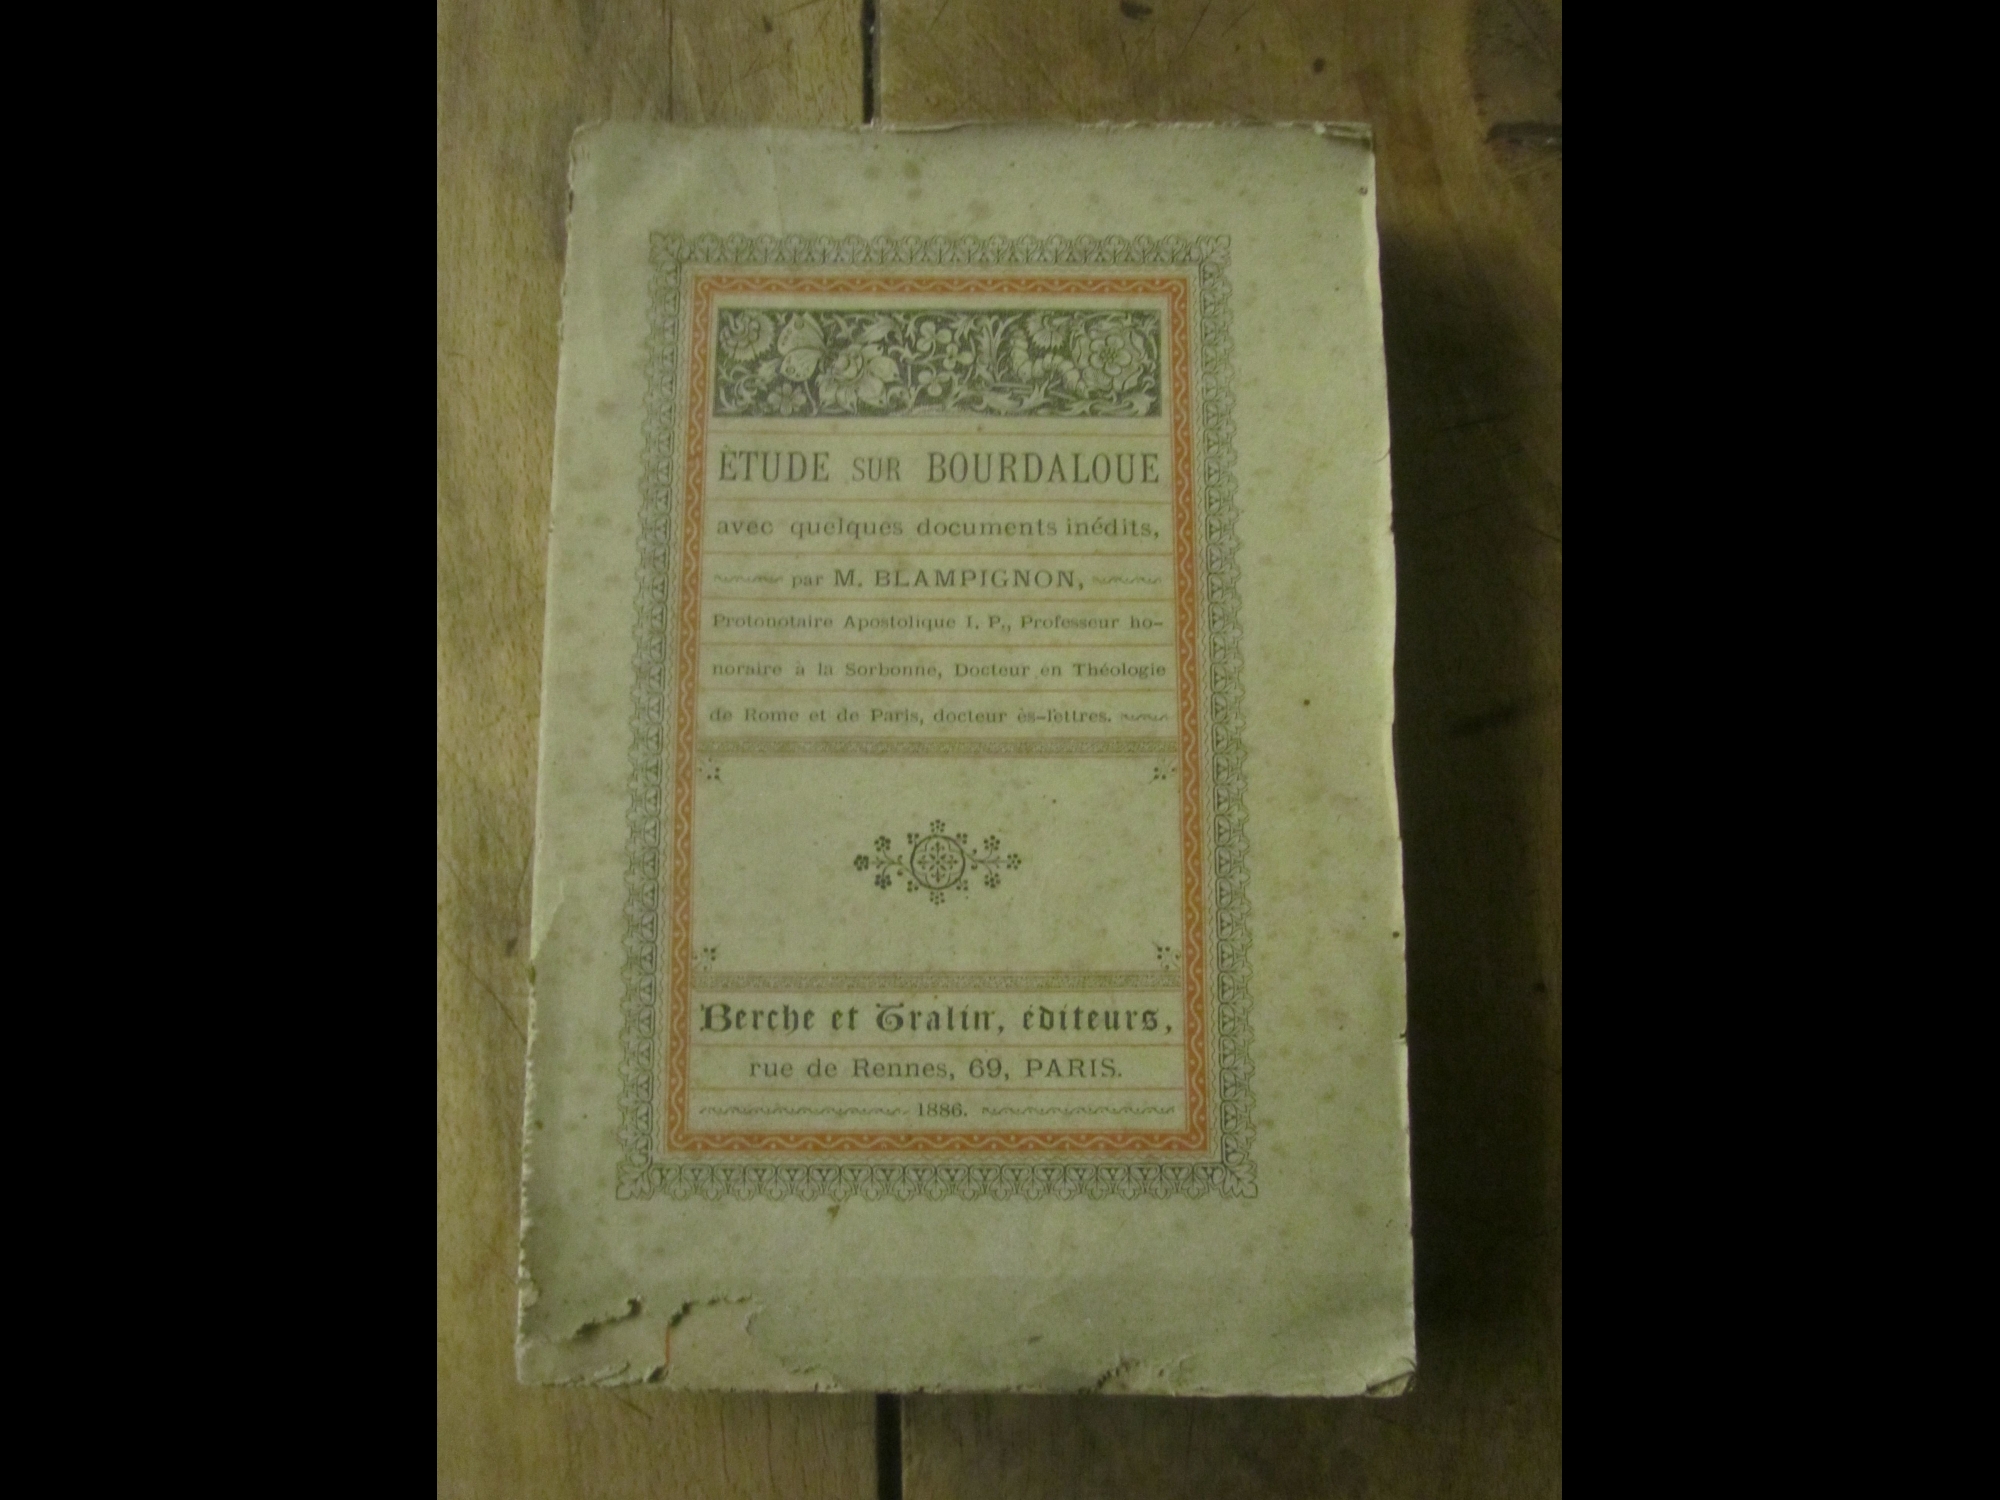 ÈTUDE SUR BOURDALOUE
avec quelques documents inédits,
par M. BLAMPIGNON,
Protonotaire Apostolique I. P., Professeur ho-
noraire à la Sorbonne, Docteur en Théologie
de Rome et de Paris, docteur ès-lettres.
Berche et Tralin, éditeurs,
rue de Rennes, 69, PARIS.
1886.